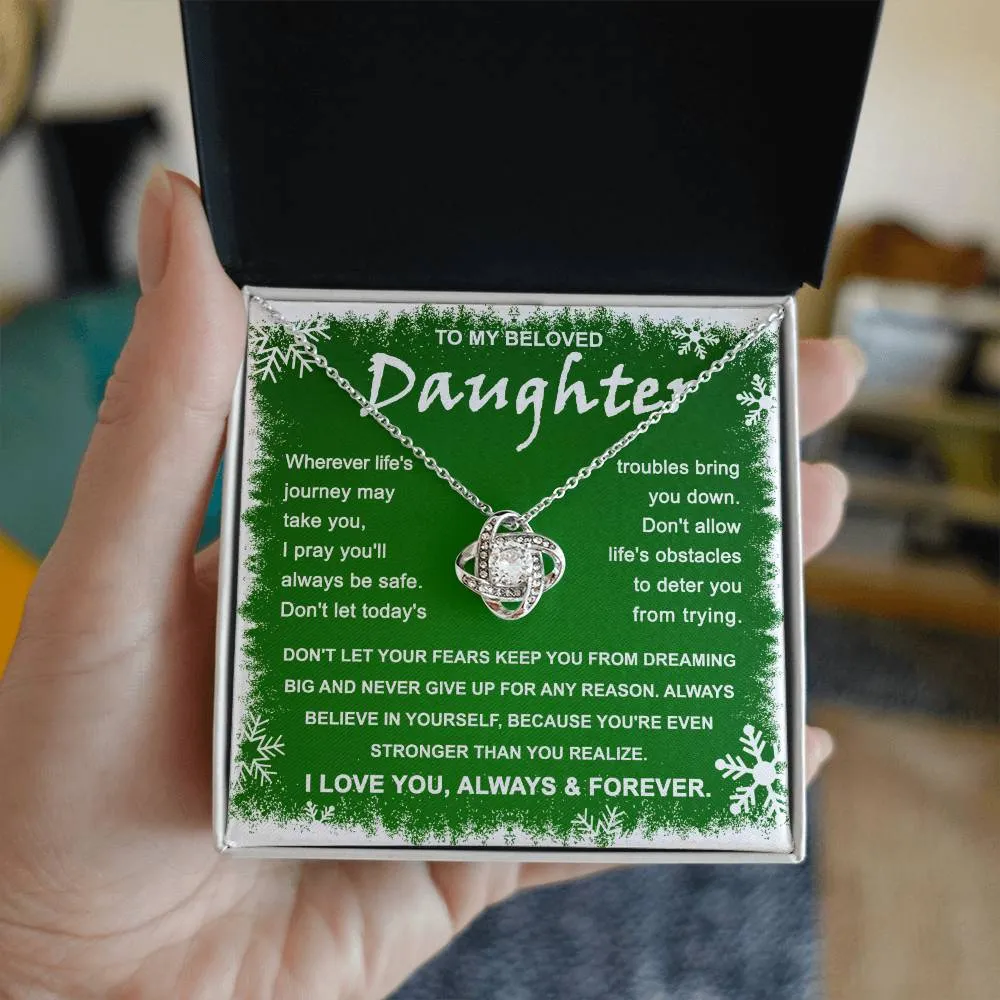 TO MY BELOVED
Daughter
Wherever life's
journey may
take you,
I pray you'll
always be safe.
Don't let today's
troubles bring
you down.
Don't allow
life's obstacles
to deter you
from trying.
DON'T LET YOUR FEARS KEEP YOU FROM DREAMING
BIG AND NEVER GIVE UP FOR ANY REASON. ALWAYS
BELIEVE IN YOURSELF, BECAUSE YOU'RE EVEN
STRONGER THAN YOU REALIZE.
I LOVE YOU, ALWAYS & FOREVER.